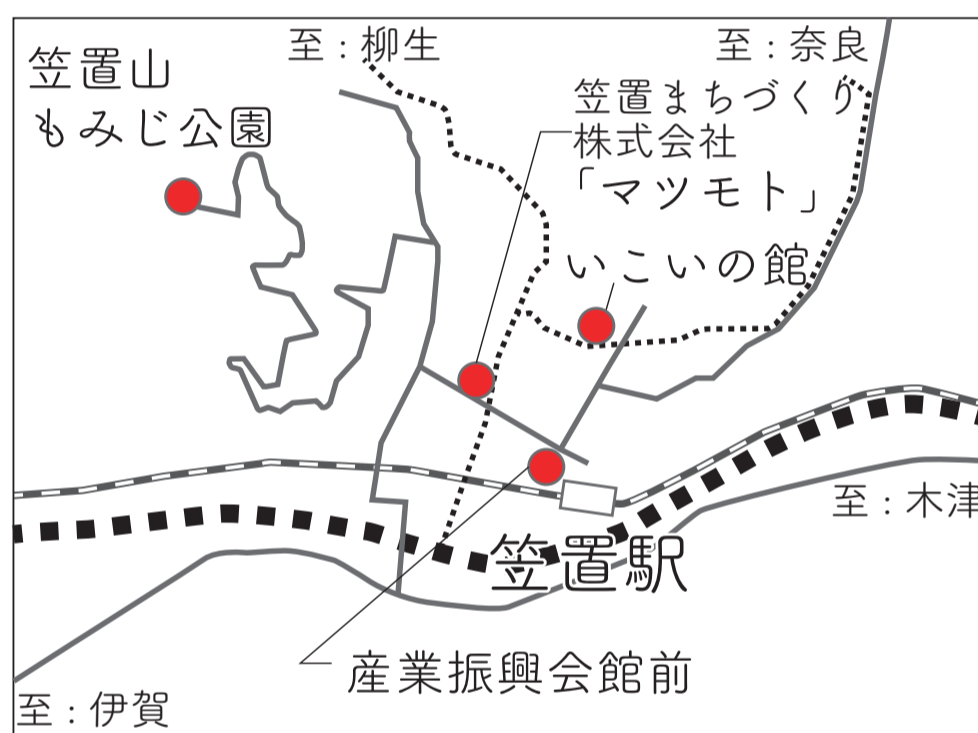 至：柳生
至：奈良
笠置山
もみじ公園
笠置まちづくり
株式会社
「マツモト」
いこいの館
至：木津
笠置駅
産業振興会館前
至：伊賀